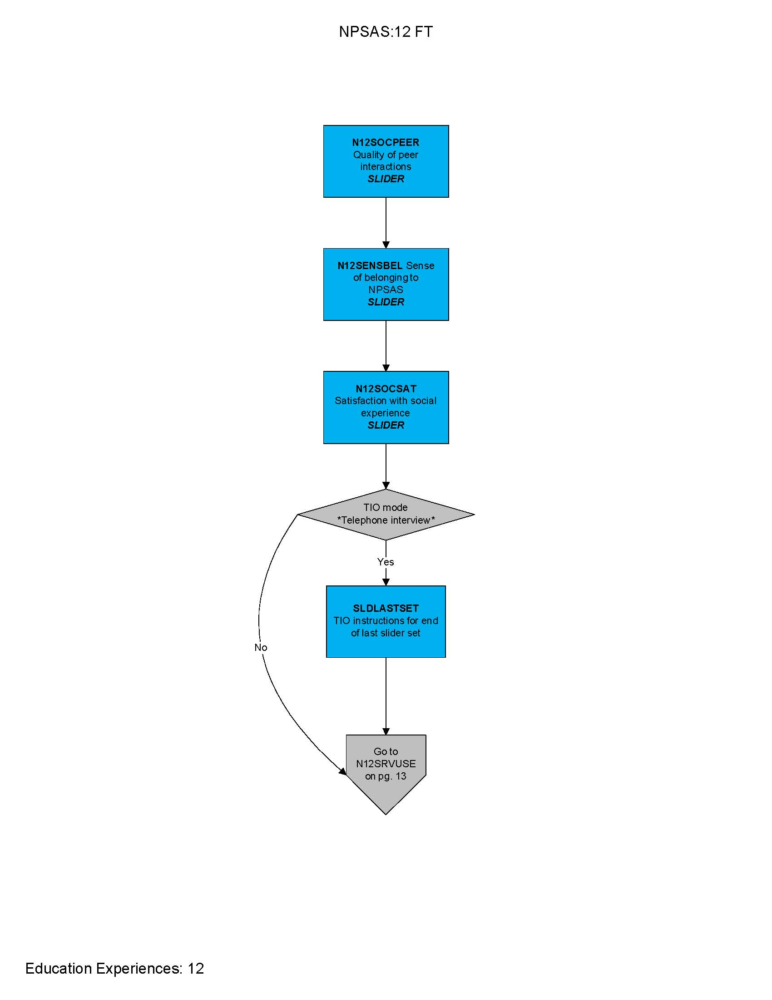 NPSAS:12 FT
N12SOCPEER
Quality of peer
interactions
SLIDER
N12SENSBEL Sense
of belonging to
NPSAS
SLIDER
N12SOCSAT
Satisfaction with social
experience
SLIDER
TIO mode
*Telephone interview*
Yes
SLDLASTSET
TIO instructions for end
of last slider set
No
Go to
N12SRVUSE
on pg. 13
Education Experiences: 12